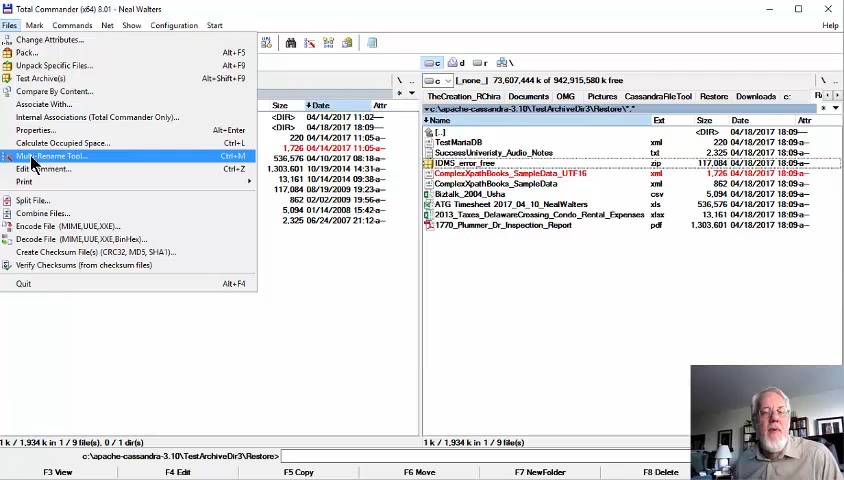 Total Commander (x64) 8.01 - Neal Walters
Files Mark Commands Net Show Configuration Start Help
Change Attributes...
Pack... Alt+F5
Unpack Specific Files... Alt+F9
Test Archive(s) Alt+Shift+F9
Compare By Content...
Associate With...
Internal Associations (Total Commander Only)...
Properties... Alt+Enter
Calculate Occupied Space... Ctrl+L
Multi-Rename Tool... Ctrl+M
Edit Comment... Ctrl+Z
Print
Split File...
Combine Files...
Encode File (MIME,UUE,XXE)...
Decode File (MIME,UUE,XXE,BinHex)...
Create Checksum File(s) (CRC32, MD5, SHA1)...
Verify Checksums (from checksum files)
Quit Alt+F4
\ ..
Size Date Attr
<DIR> 04/14/2017 11:02----
<DIR> 04/14/2017 11:05----
220 04/14/2017 11:05-a--
1,726 04/14/2017 11:05-a--
536,576 04/10/2017 08:18-a--
1,303,601 10/19/2014 14:31-a--
13,161 10/14/2014 09:38-a--
117,084 08/29/2013 19:56-a--
862 02/09/2009 19:56-a--
5,094 01/08/2008 15:42-a--
2,325 06/24/2007 21:12-a--
1 k / 1,934 k in 1 / 9 file(s), 0 / 1 dir(s)
c d r \
c [_none_] 73,607,444 k of 942,915,580 k free \ ..
TheCreation_RChira Documents OMG Pictures CassandraFileTool Restore Downloads c:
c:\apache-cassandra-3.10\TestArchiveDir3\Restore\*.*
Name Ext Size Date Attr
[..] <DIR> 04/18/2017 18:09----
TestMariaDB xml 220 04/18/2017 18:09-a--
SuccessUniveristy_Audio_Notes txt 2,325 04/18/2017 18:09-a--
IDMS_error_free zip 117,084 04/18/2017 18:09-a--
ComplexXpathBooks_SampleData_UTF16 xml 1,726 04/18/2017 18:09-a--
ComplexXpathBooks_SampleData xml 862 04/18/2017 18:09-a--
Biztalk_2004_Usha csv 5,094 04/18/2017 18:09-a--
ATG Timesheet 2017-04_10_NealWalters xls 536,576 04/18/2017 18:09-a--
2013_Taxes_DelawareCrossing_Condo_Rental_Expenses xlsx 13,161 04/18/2017 18:09-a--
1770_Plummer_Dr_Inspection_Report pdf 1,303,601 04/18/2017 18:09-a--
1 k / 1,934 k in 1 / 9 file(s)
c:\apache-cassandra-3.10\TestArchiveDir3\Restore>
F3 View F4 Edit F5 Copy F6 Move F7 NewFolder F8 Delete